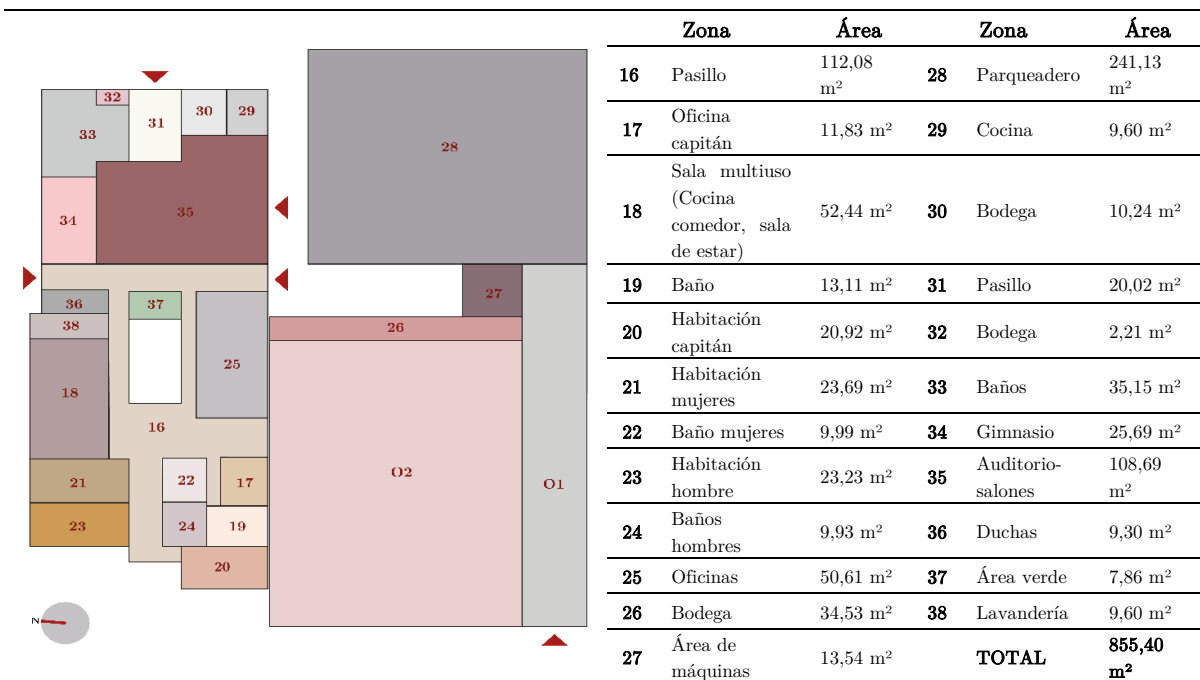 32
30
29
31
33
28
35
34
27
36
37
26
38
25
18
16
O2
22
17
21
O1
24
19
23
20
N
Zona Área Zona Área
16 Pasillo 112,08 m² 28 Parqueadero 241,13 m²
17 Oficina capitán 11,83 m² 29 Cocina 9,60 m²
18 Sala multiuso (Cocina comedor, sala de estar) 52,44 m² 30 Bodega 10,24 m²
19 Baño 13,11 m² 31 Pasillo 20,02 m²
20 Habitación capitán 20,92 m² 32 Bodega 2,21 m²
21 Habitación mujeres 23,69 m² 33 Baños 35,15 m²
22 Baño mujeres 9,99 m² 34 Gimnasio 25,69 m²
23 Habitación hombre 23,23 m² 35 Auditorio-salones 108,69 m²
24 Baños hombres 9,93 m² 36 Duchas 9,30 m²
25 Oficinas 50,61 m² 37 Área verde 7,86 m²
26 Bodega 34,53 m² 38 Lavandería 9,60 m²
27 Área de máquinas 13,54 m² TOTAL 855,40 m²